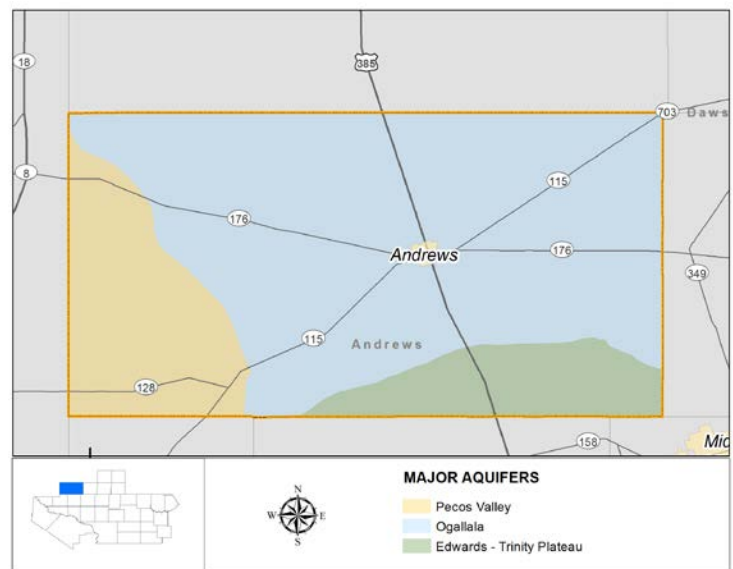 18
385
703
Daws
8
115
176
Andrews
176
349
115
Andrews
128
158
Mid
N
W E
S
MAJOR AQUIFERS
Pecos Valley
Ogallala
Edwards - Trinity Plateau